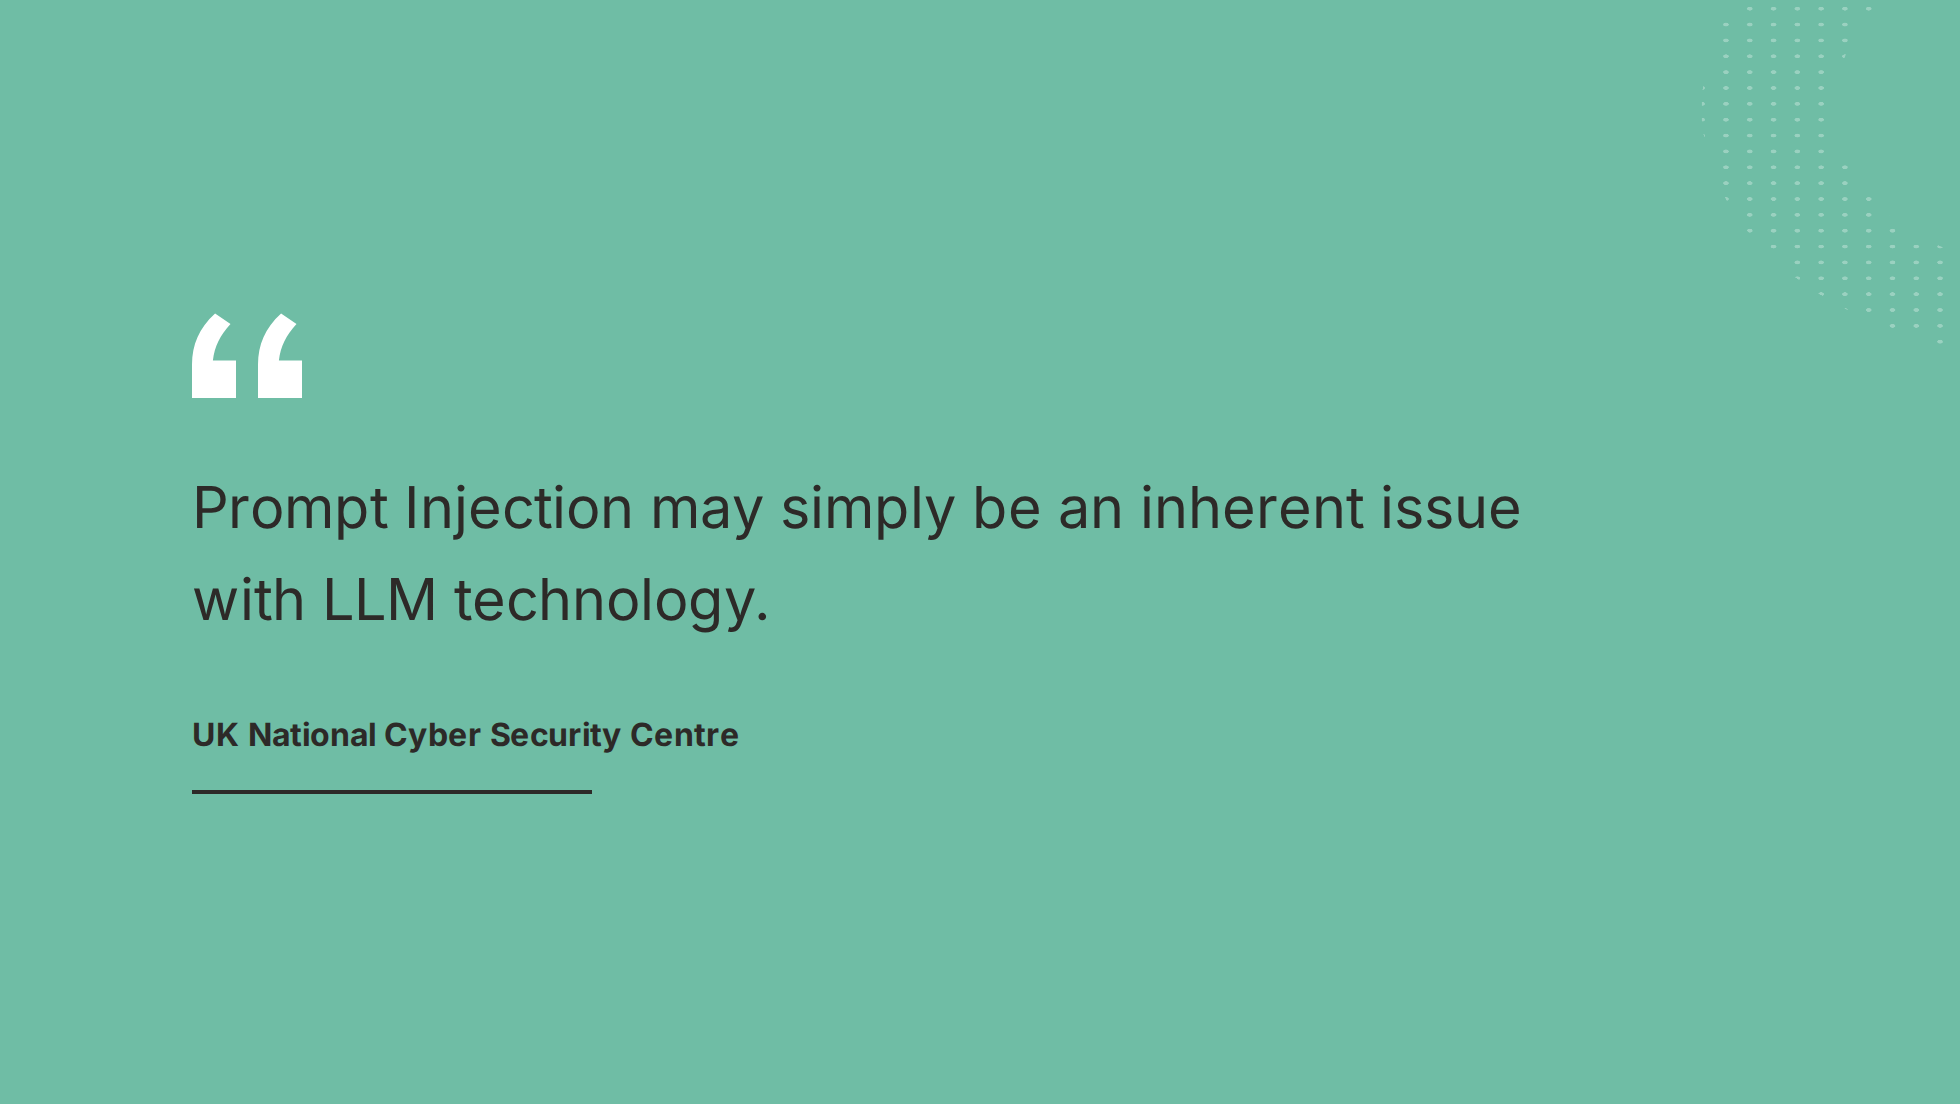 “
Prompt Injection may simply be an inherent issue
with LLM technology.
UK National Cyber Security Centre